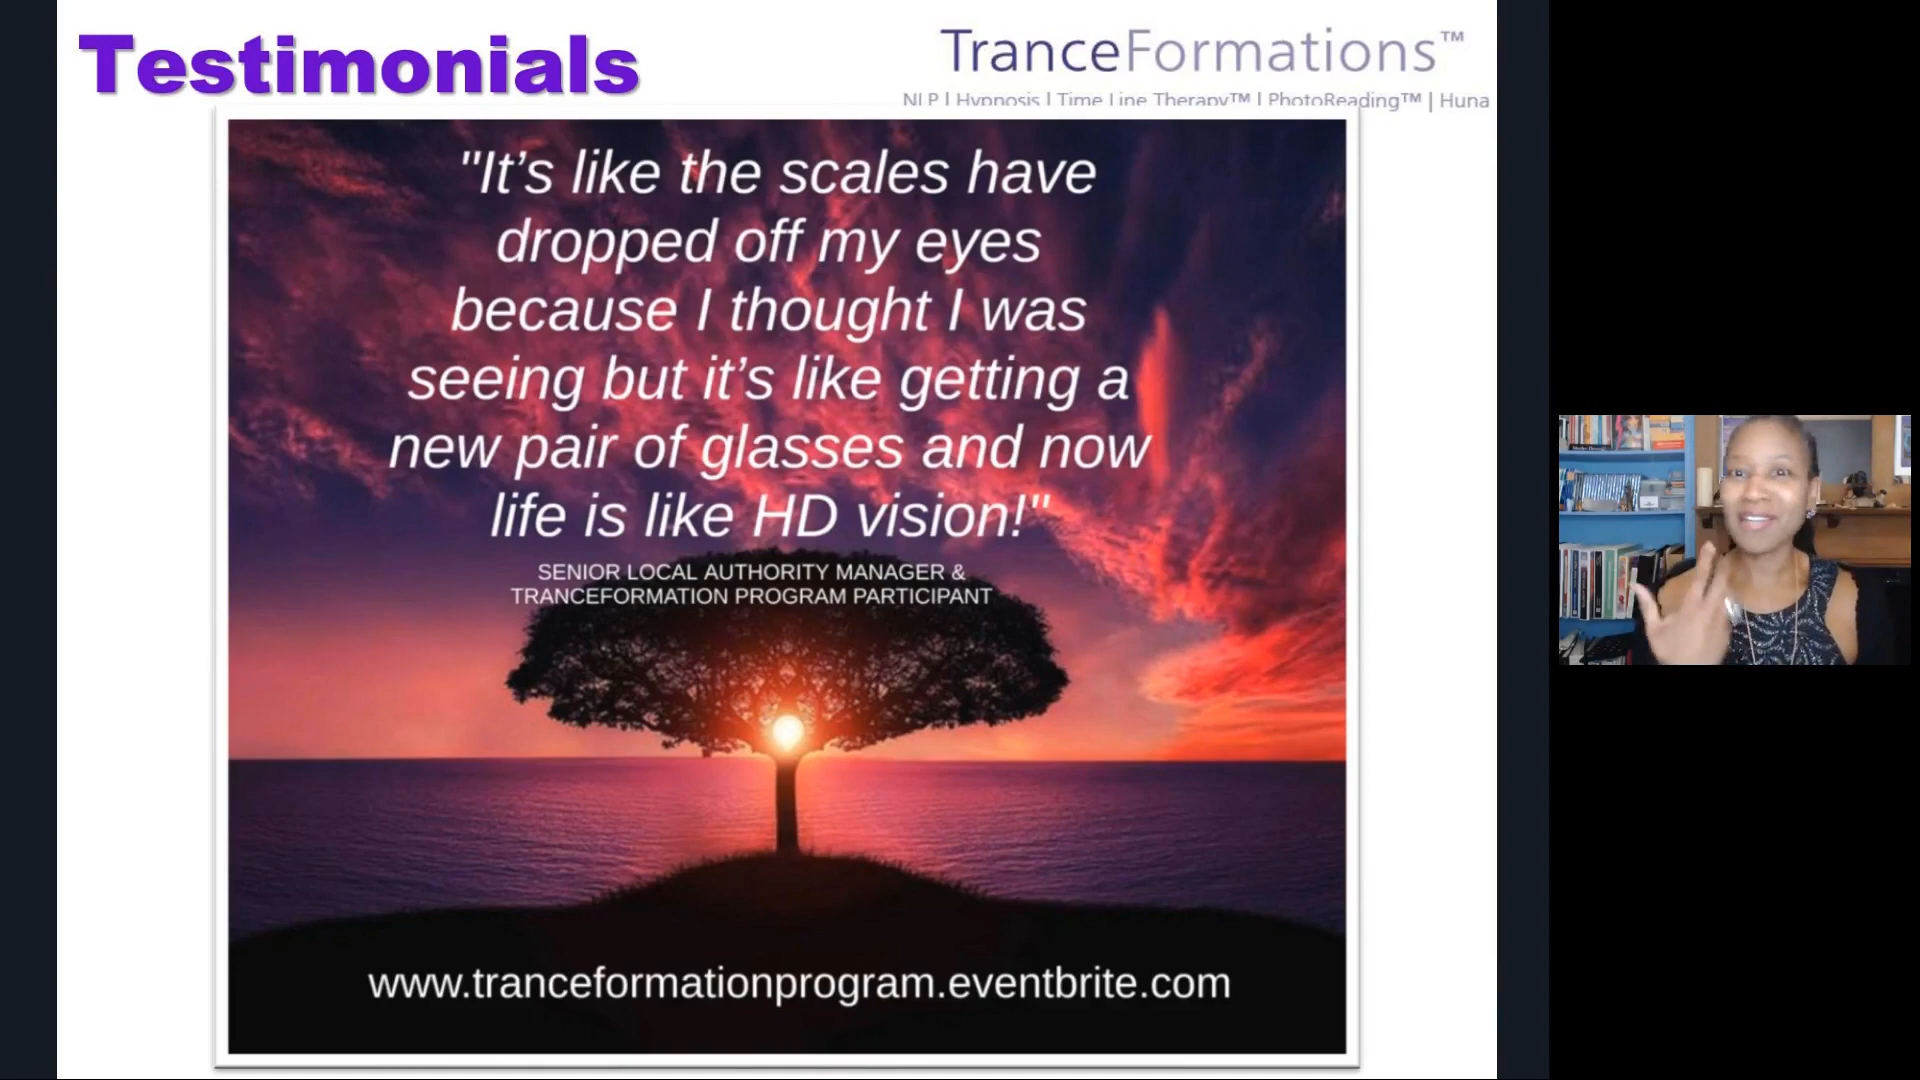 Testimonials
TranceFormations™
NLP | Hypnosis | Time Line Therapy™ | PhotoReading™ | Huna
"It’s like the scales have
dropped off my eyes
because I thought I was
seeing but it’s like getting a
new pair of glasses and now
life is like HD vision!"
SENIOR LOCAL AUTHORITY MANAGER &
TRANCEFORMATION PROGRAM PARTICIPANT
www.tranceformationprogram.eventbrite.com